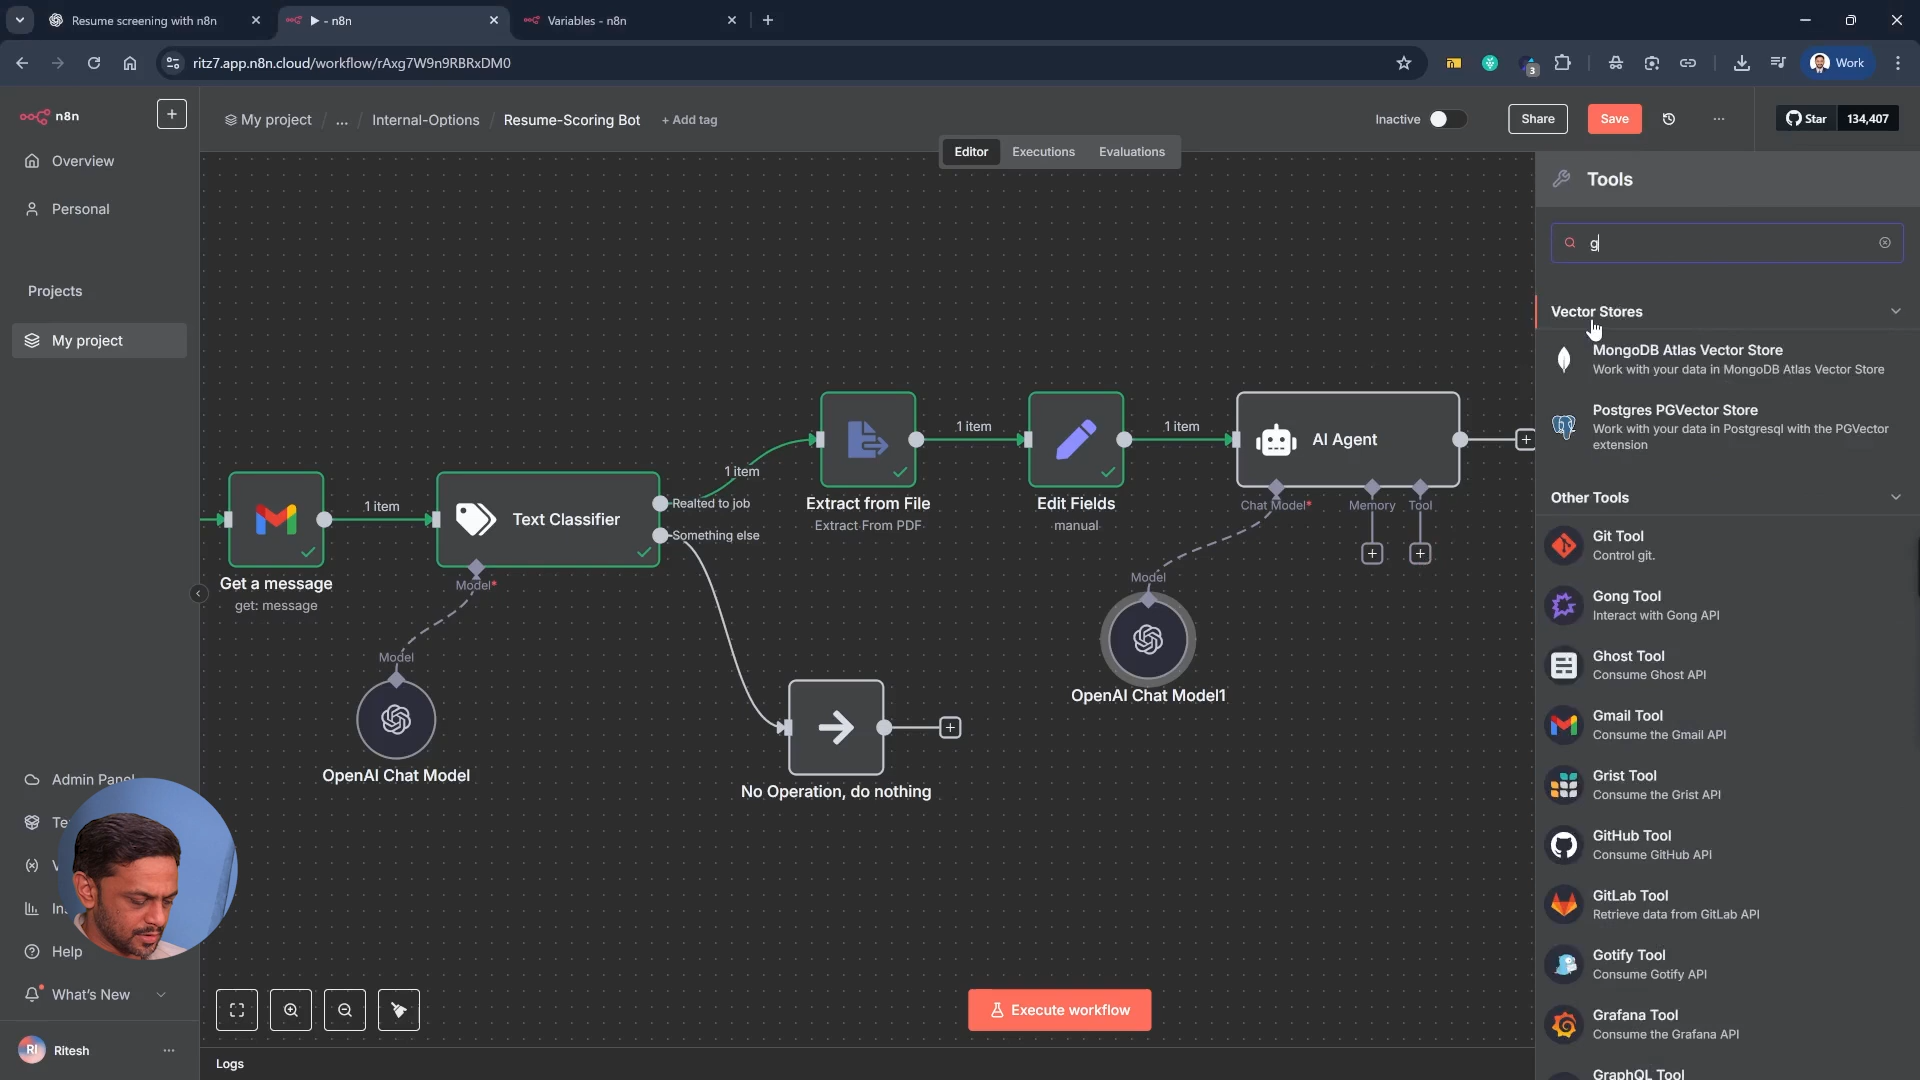 Resume screening with n8n
▶ - n8n
Variables - n8n
ritz7.app.n8n.cloud/workflow/rAxg7W9n9RBRxDM0
3
Work
n8n
My project / ... / Internal-Options / Resume-Scoring Bot + Add tag
Inactive
Share
Save
Star 134,407
Editor
Executions
Evaluations
Overview
Personal
Projects
My project
Admin Panel
Te
V
In
Help
What's New
RI Ritesh
Get a message
get: message
1 item
Text Classifier
Model*
Model
OpenAI Chat Model
Realted to job
Something else
1 item
Extract from File
Extract From PDF
1 item
Edit Fields
manual
1 item
AI Agent
Chat Model*
Memory
Tool
Model
OpenAI Chat Model1
No Operation, do nothing
Execute workflow
Logs
Tools
g
Vector Stores
MongoDB Atlas Vector Store
Work with your data in MongoDB Atlas Vector Store
Postgres PGVector Store
Work with your data in Postgresql with the PGVector
extension
Other Tools
Git Tool
Control git.
Gong Tool
Interact with Gong API
Ghost Tool
Consume Ghost API
Gmail Tool
Consume the Gmail API
Grist Tool
Consume the Grist API
GitHub Tool
Consume GitHub API
GitLab Tool
Retrieve data from GitLab API
Gotify Tool
Consume Gotify API
Grafana Tool
Consume the Grafana API
GraphQL Tool